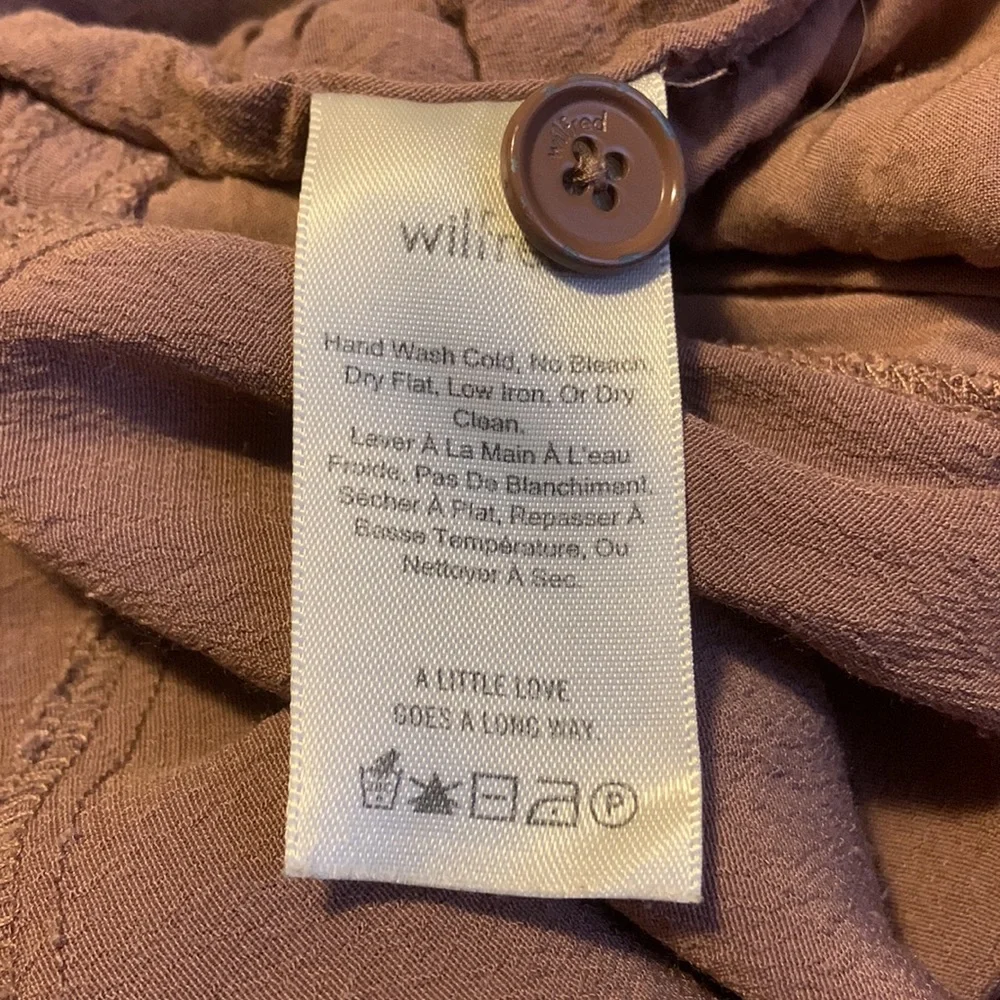 wilfred
wilf
Hand Wash Cold, No Bleach
Dry Flat, Low Iron, Or Dry
Clean.
Laver À La Main À L'eau
Froide, Pas De Blanchiment,
Sécher À Plat, Repasser À
Basse Température, Ou
Nettoyer À Sec.
A LITTLE LOVE
GOES A LONG WAY.
P